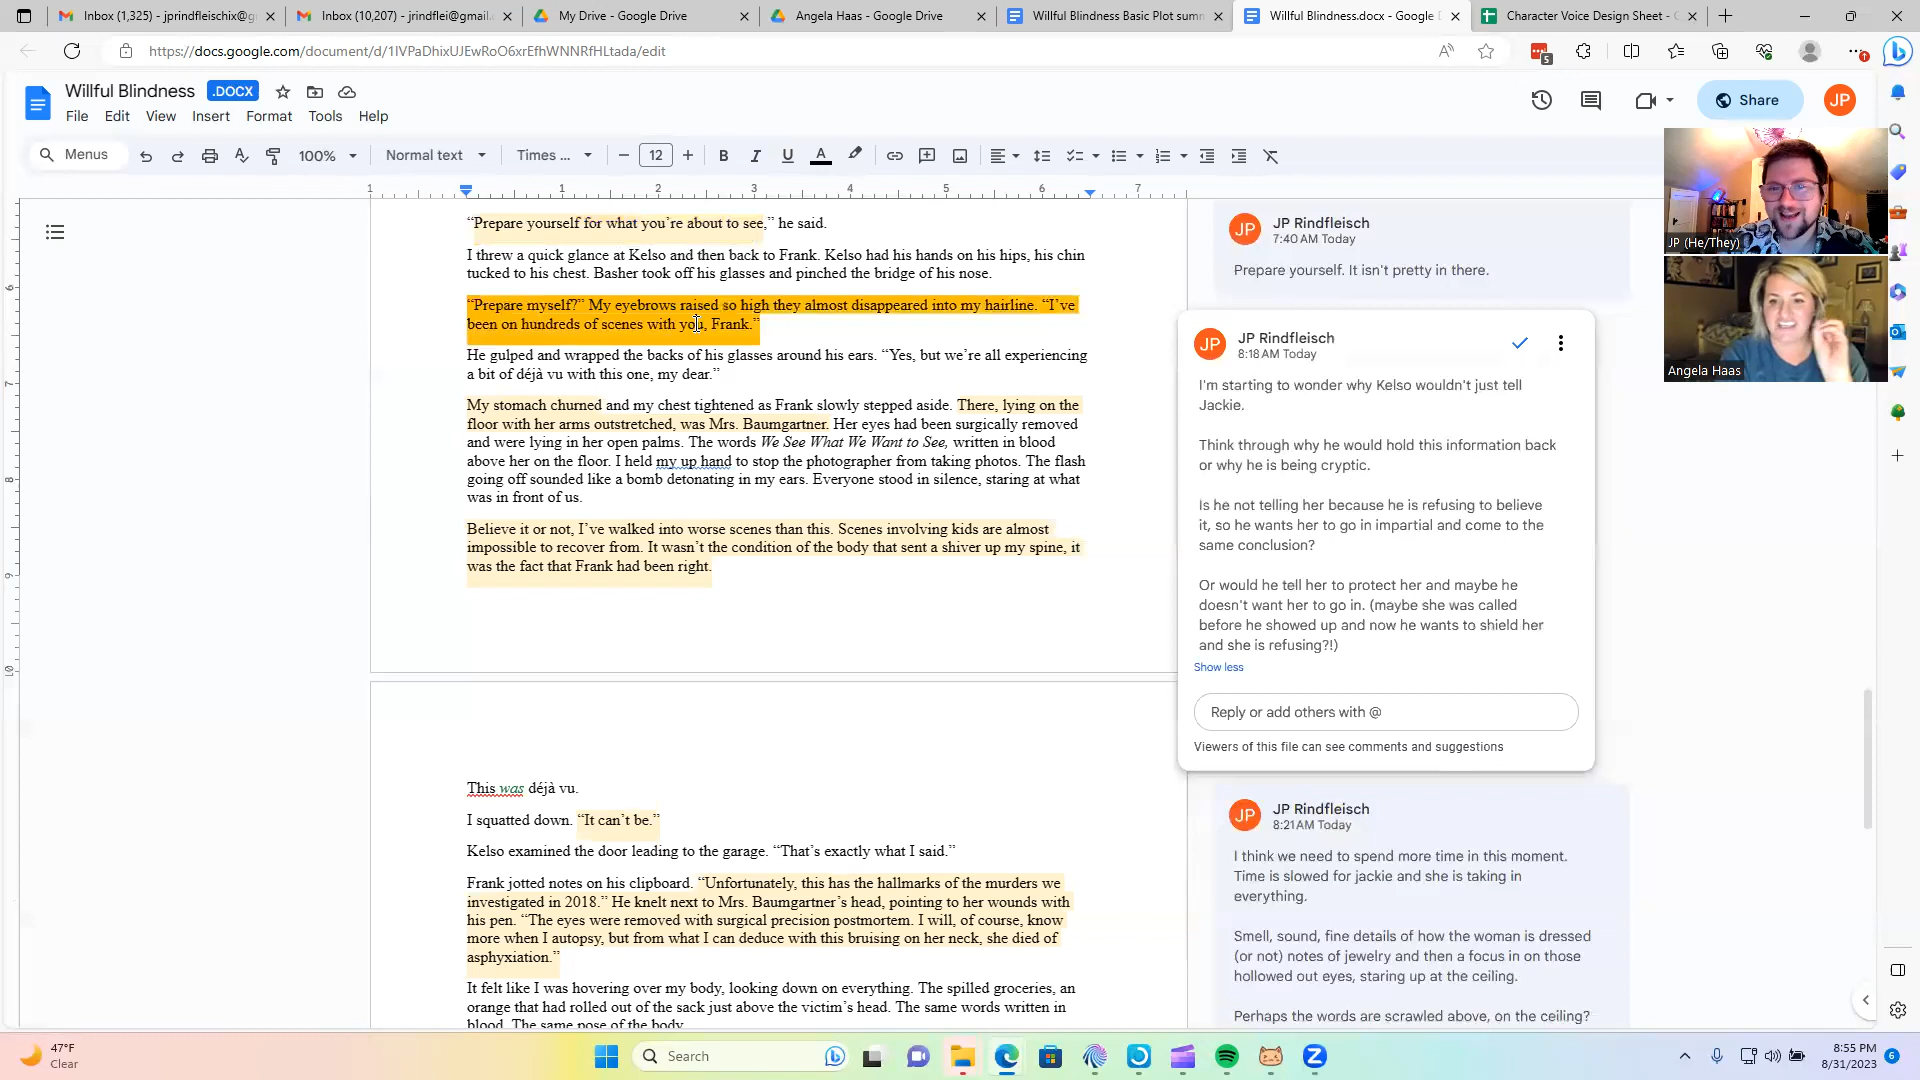 Inbox (1,325) - jprindfleischix@g
Inbox (10,207) - jrindflei@gmail.
My Drive - Google Drive
Angela Haas - Google Drive
Willful Blindness Basic Plot summ
Willful Blindness.docx - Google D
Character Voice Design Sheet - G
https://docs.google.com/document/d/1IVPaDhixUJEwRoO6xrEfhWNNRfHLtada/edit
5
Willful Blindness
.DOCX
File Edit View Insert Format Tools Help
Share
JP
Menus
100%
Normal text
Times ...
12
B I U A
1 1 2 3 4 5 6 7
6
7
8
9
10
“Prepare yourself for what you’re about to see,” he said.
I threw a quick glance at Kelso and then back to Frank. Kelso had his hands on his hips, his chin
tucked to his chest. Basher took off his glasses and pinched the bridge of his nose.
“Prepare myself?” My eyebrows raised so high they almost disappeared into my hairline. “I’ve
been on hundreds of scenes with you, Frank.”
He gulped and wrapped the backs of his glasses around his ears. “Yes, but we’re all experiencing
a bit of déjà vu with this one, my dear.”
My stomach churned and my chest tightened as Frank slowly stepped aside. There, lying on the
floor with her arms outstretched, was Mrs. Baumgartner. Her eyes had been surgically removed
and were lying in her open palms. The words We See What We Want to See, written in blood
above her on the floor. I held my up hand to stop the photographer from taking photos. The flash
going off sounded like a bomb detonating in my ears. Everyone stood in silence, staring at what
was in front of us.
Believe it or not, I’ve walked into worse scenes than this. Scenes involving kids are almost
impossible to recover from. It wasn’t the condition of the body that sent a shiver up my spine, it
was the fact that Frank had been right.
This was déjà vu.
I squatted down. “It can’t be.”
Kelso examined the door leading to the garage. “That’s exactly what I said.”
Frank jotted notes on his clipboard. “Unfortunately, this has the hallmarks of the murders we
investigated in 2018.” He knelt next to Mrs. Baumgartner’s head, pointing to her wounds with
his pen. “The eyes were removed with surgical precision postmortem. I will, of course, know
more when I autopsy, but from what I can deduce with this bruising on her neck, she died of
asphyxiation.”
It felt like I was hovering over my body, looking down on everything. The spilled groceries, an
orange that had rolled out of the sack just above the victim’s head. The same words written in
blood. The same pose of the body
JP
JP Rindfleisch
7:40 AM Today
Prepare yourself. It isn't pretty in there.
JP
JP Rindfleisch
8:18 AM Today
I'm starting to wonder why Kelso wouldn't just tell
Jackie.
Think through why he would hold this information back
or why he is being cryptic.
Is he not telling her because he is refusing to believe
it, so he wants her to go in impartial and come to the
same conclusion?
Or would he tell her to protect her and maybe he
doesn't want her to go in. (maybe she was called
before he showed up and now he wants to shield her
and she is refusing?!)
Show less
Reply or add others with @
Viewers of this file can see comments and suggestions
JP
JP Rindfleisch
8:21 AM Today
I think we need to spend more time in this moment.
Time is slowed for jackie and she is taking in
everything.
Smell, sound, fine details of how the woman is dressed
(or not) notes of jewelry and then a focus in on those
hollowed out eyes, staring up at the ceiling.
Perhaps the words are scrawled above, on the ceiling?
JP (He/They)
Angela Haas
47°F
Clear
Search
8:55 PM
8/31/2023
6